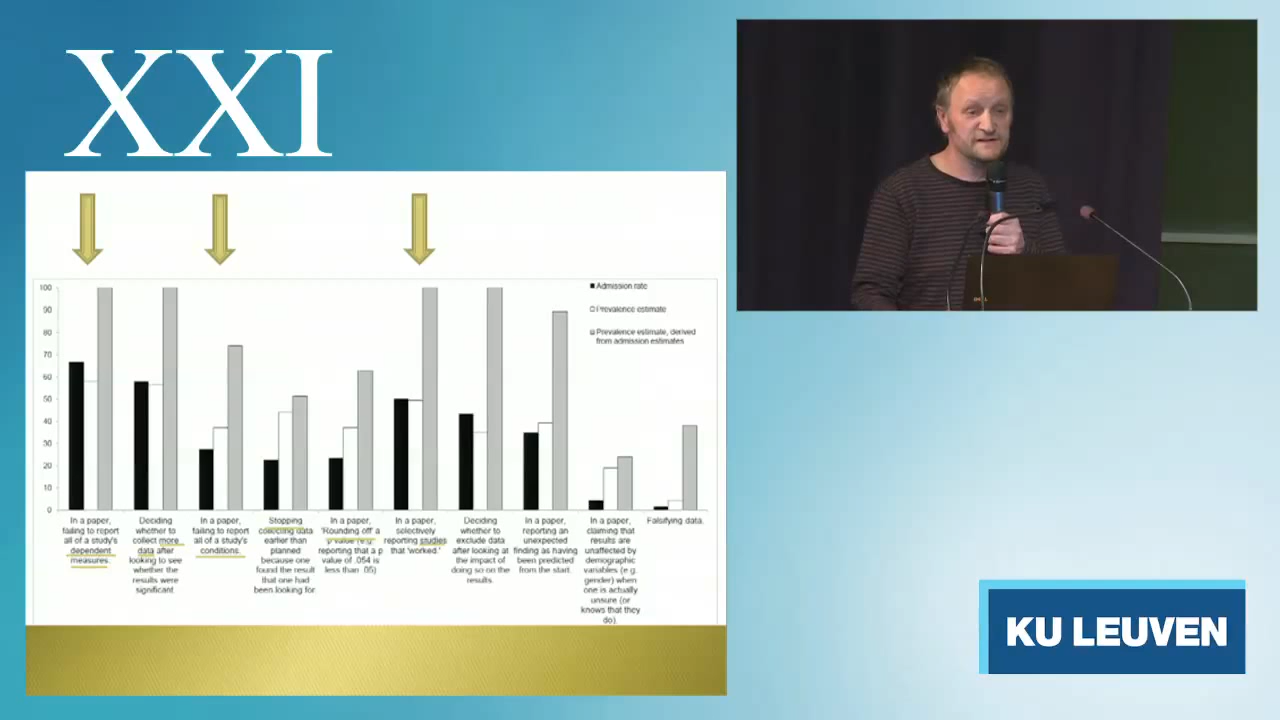 XXI
100
90
80
70
60
50
40
30
20
10
0
Admission rate
Prevalence estimate
Prevalence estimate, derived
from admission estimates
In a paper,
failing to report
all of a study's
dependent
measures.
Deciding
whether to
collect more
data after
looking to see
whether the
results were
significant
In a paper,
failing to report
all of a study's
conditions.
Stopping
collecting data
earlier than
planned
because one
found the result
that one had
been looking for
In a paper,
'Rounding off' a
p value (eg.
reporting that a p
value of .054 is
less than .05)
In a paper,
selectively
reporting studies
that 'worked.'
Deciding
whether to
exclude data
after looking at
the impact of
doing so on the
results.
In a paper,
reporting an
unexpected
finding as having
been predicted
from the start.
In a paper,
claiming that
results are
unaffected by
demographic
variables (e.g.
gender) when
one is actually
unsure (or
knows that they
do).
Falsifying data.
KU LEUVEN